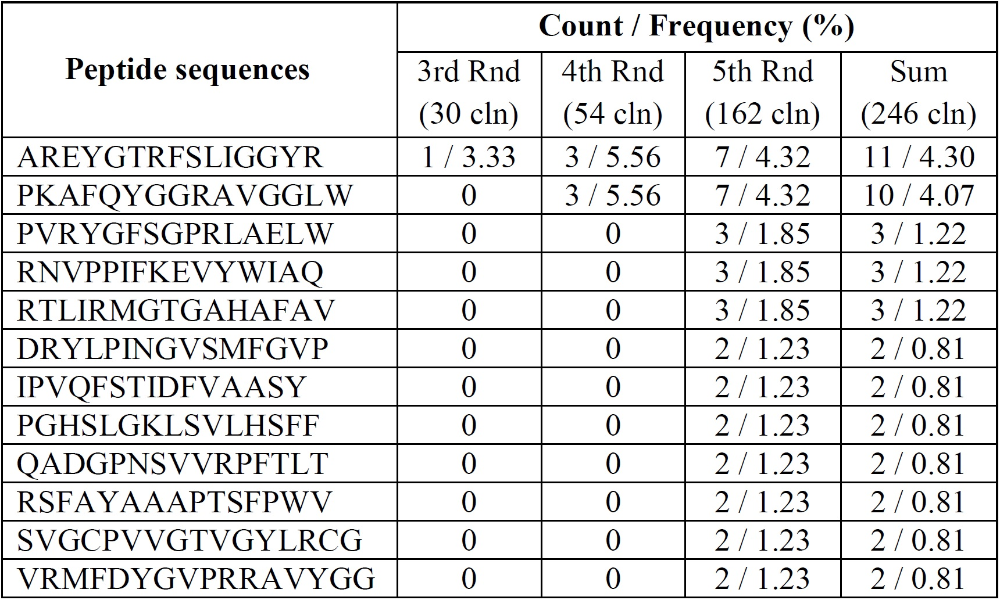 Peptide sequences Count / Frequency (%)
3rd Rnd (30 cln) 4th Rnd (54 cln) 5th Rnd (162 cln) Sum (246 cln)
AREYGTRFSLIGGYR 1 / 3.33 3 / 5.56 7 / 4.32 11 / 4.30
PKAFQYGGRAVGGLW 0 3 / 5.56 7 / 4.32 10 / 4.07
PVRYGFSGPRLAELW 0 0 3 / 1.85 3 / 1.22
RNVPPIFKEVYWIAQ 0 0 3 / 1.85 3 / 1.22
RTLIRMGTGAHAFAV 0 0 3 / 1.85 3 / 1.22
DRYLPINGVSMFGVP 0 0 2 / 1.23 2 / 0.81
IPVQFSTIDFVAASY 0 0 2 / 1.23 2 / 0.81
PGHSLGKLSVLHSFF 0 0 2 / 1.23 2 / 0.81
QADGPNSVVRPFTLT 0 0 2 / 1.23 2 / 0.81
RSFAYAAAPTSFPWV 0 0 2 / 1.23 2 / 0.81
SVGCPVVGTVGYLRCG 0 0 2 / 1.23 2 / 0.81
VRMFDYGVPRRAVYGG 0 0 2 / 1.23 2 / 0.81